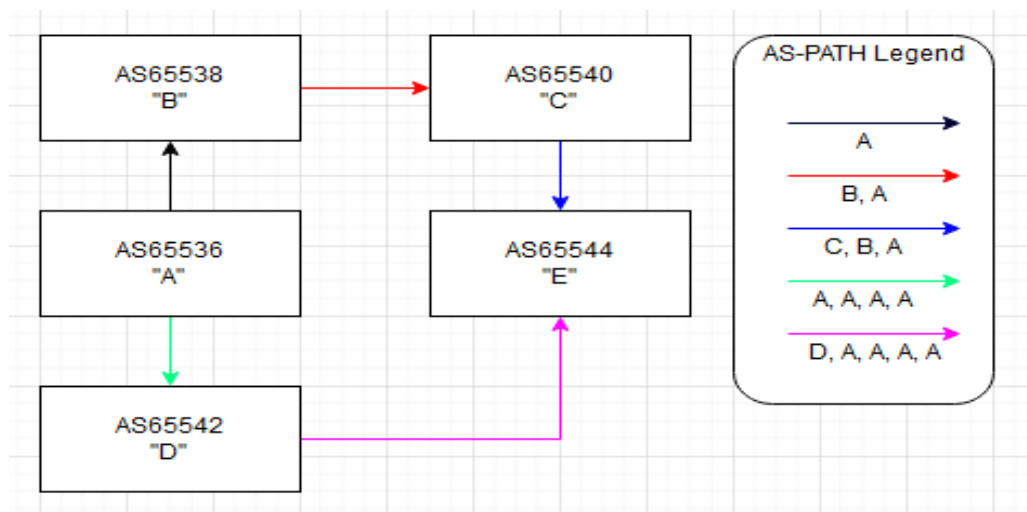 AS65538
"B"
AS65540
"C"
AS65536
"A"
AS65544
"E"
AS65542
"D"
AS-PATH Legend
A
B, A
C, B, A
A, A, A, A
D, A, A, A, A